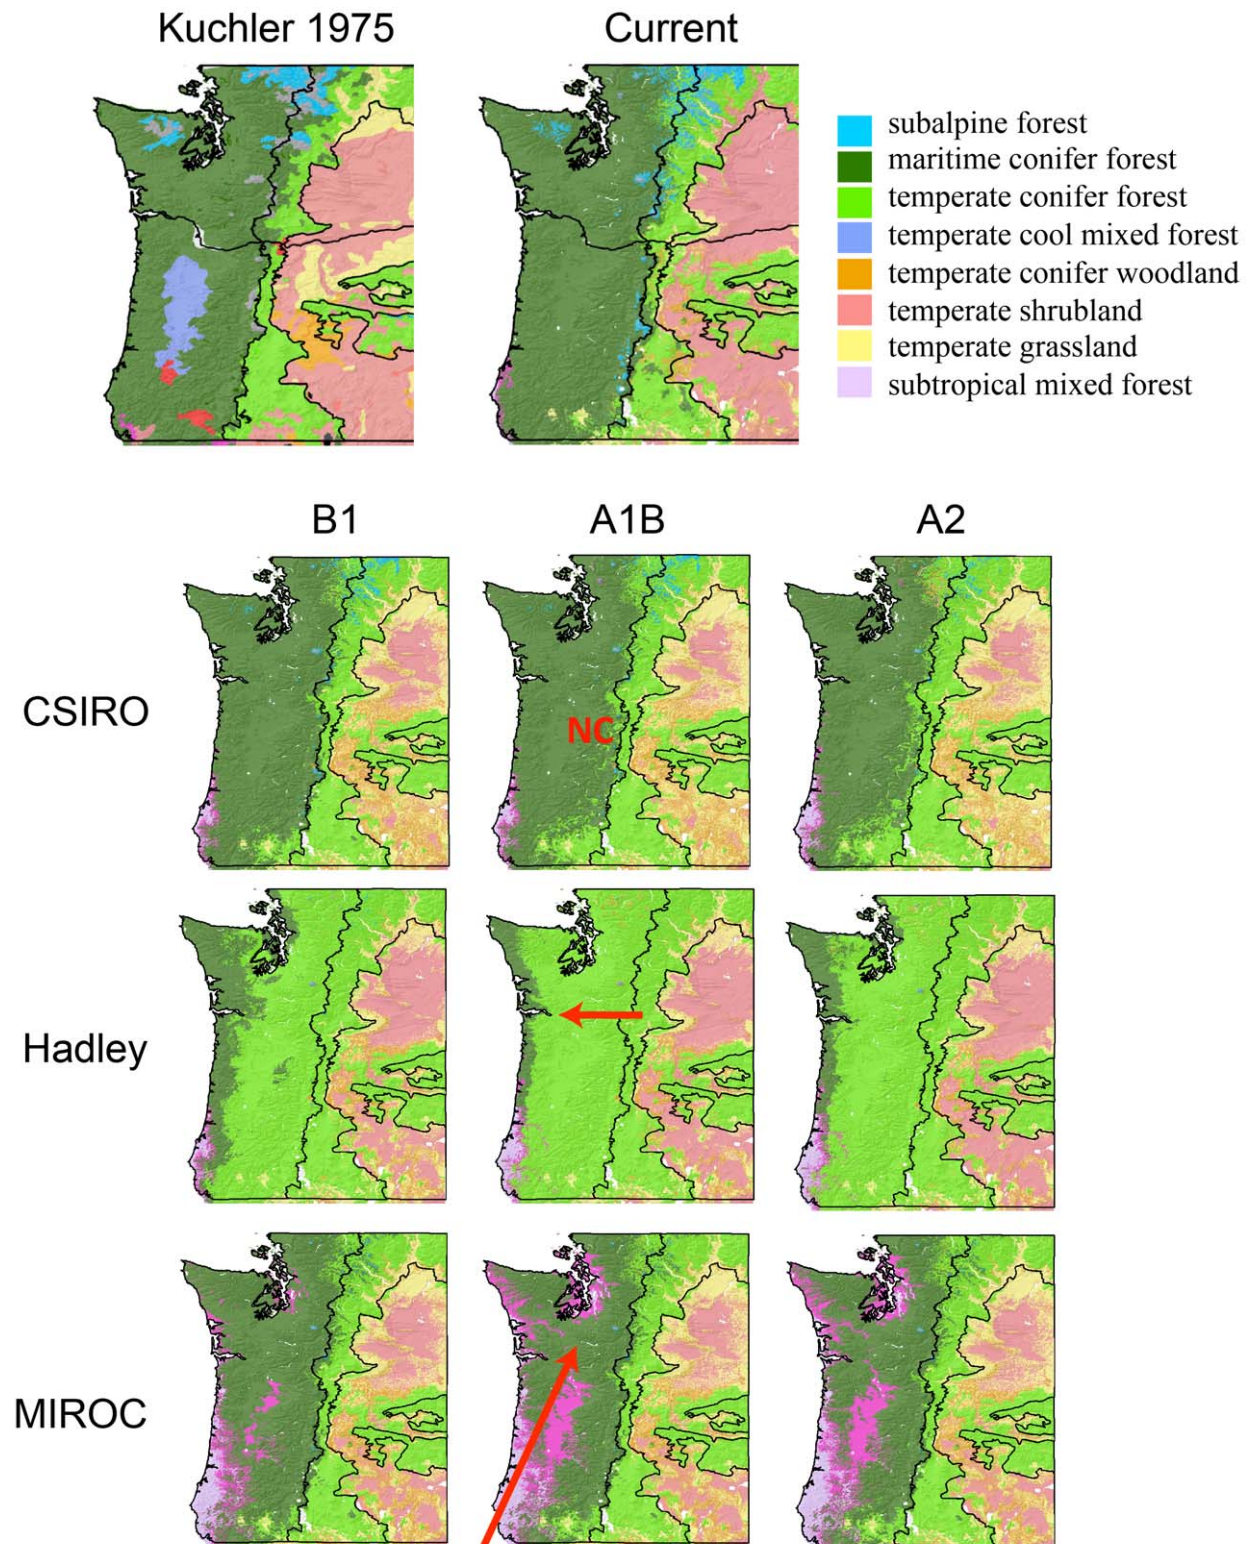 Kuchler 1975
Current
subalpine forest
maritime conifer forest
temperate conifer forest
temperate cool mixed forest
temperate conifer woodland
temperate shrubland
temperate grassland
subtropical mixed forest
B1
A1B
A2
CSIRO
NC
Hadley
MIROC